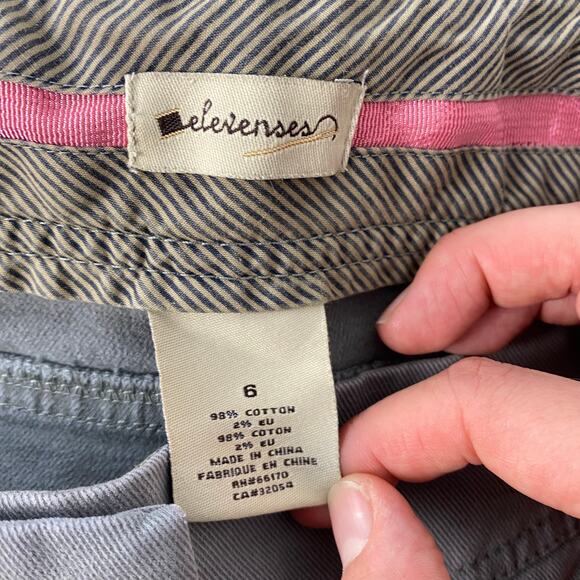 elevenses
6
98% COTTON
2% EU
98% COTON
2% EU
MADE IN CHINA
FABRIQUE EN CHINE
RN#66170
CA#32054